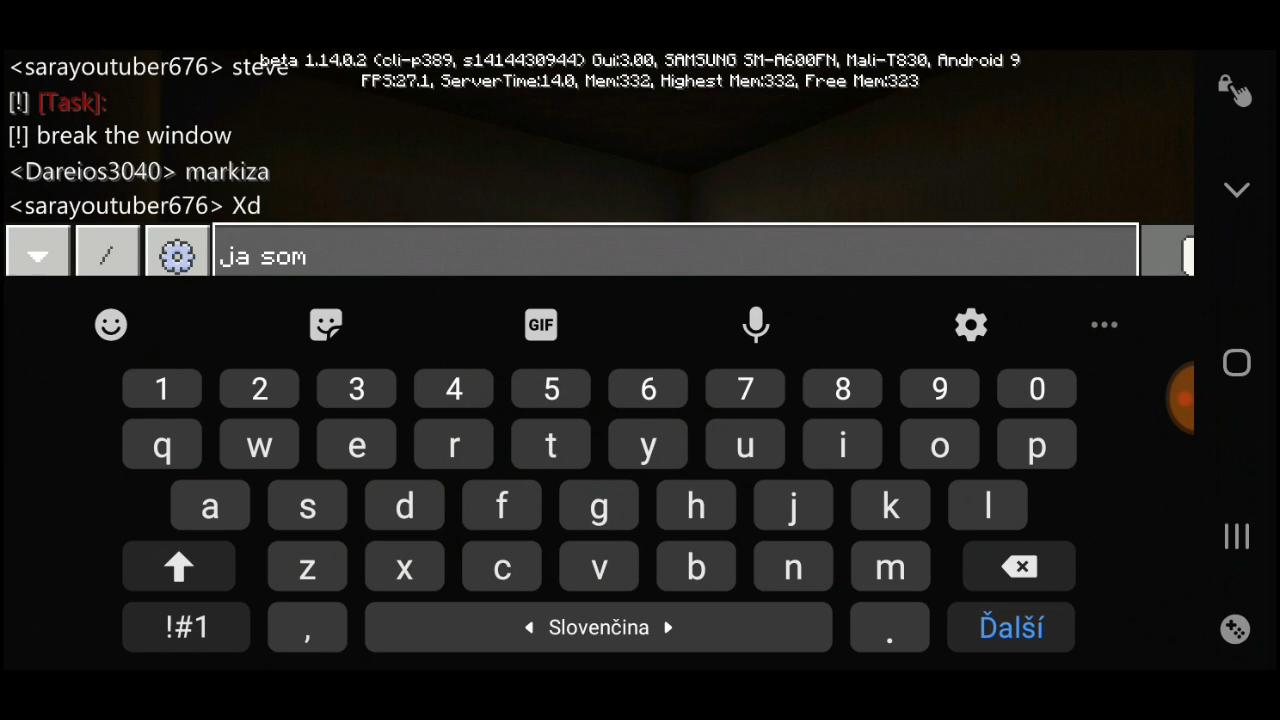 <sarayoutuber676> steve
beta 1.14.0.2 (cli-p389, s1414430944) Gui:3.00, SAMSUNG SM-A600FN, Mali-T830, Android 9
FPS:27.1, ServerTime:14.0, Mem:332, Highest Mem:332, Free Mem:323
[!] [Task]:
[!] break the window
<Dareios3040> markiza
<sarayoutuber676> Xd
/ ja som
GIF
1 2 3 4 5 6 7 8 9 0
q w e r t y u i o p
a s d f g h j k l
z x c v b n m
!#1 , Slovenčina . Ďalší